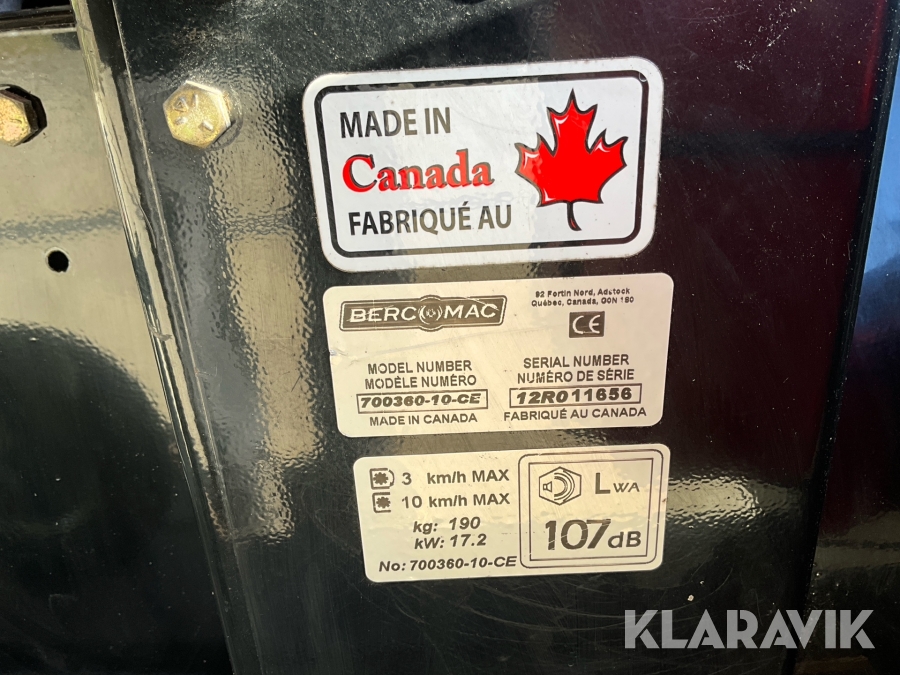 MADE IN
Canada
FABRIQUÉ AU
BERCOMAC
92 Fortin Nord, Adstock
Québec, Canada, G0N 1S0
CE
MODEL NUMBER
MODÈLE NUMÉRO
700360-10-CE
MADE IN CANADA
SERIAL NUMBER
NUMÉRO DE SÉRIE
12R011656
FABRIQUÉ AU CANADA
3 km/h MAX
10 km/h MAX
kg: 190
kW: 17.2
No: 700360-10-CE
LWA
107dB
KLARAVIK